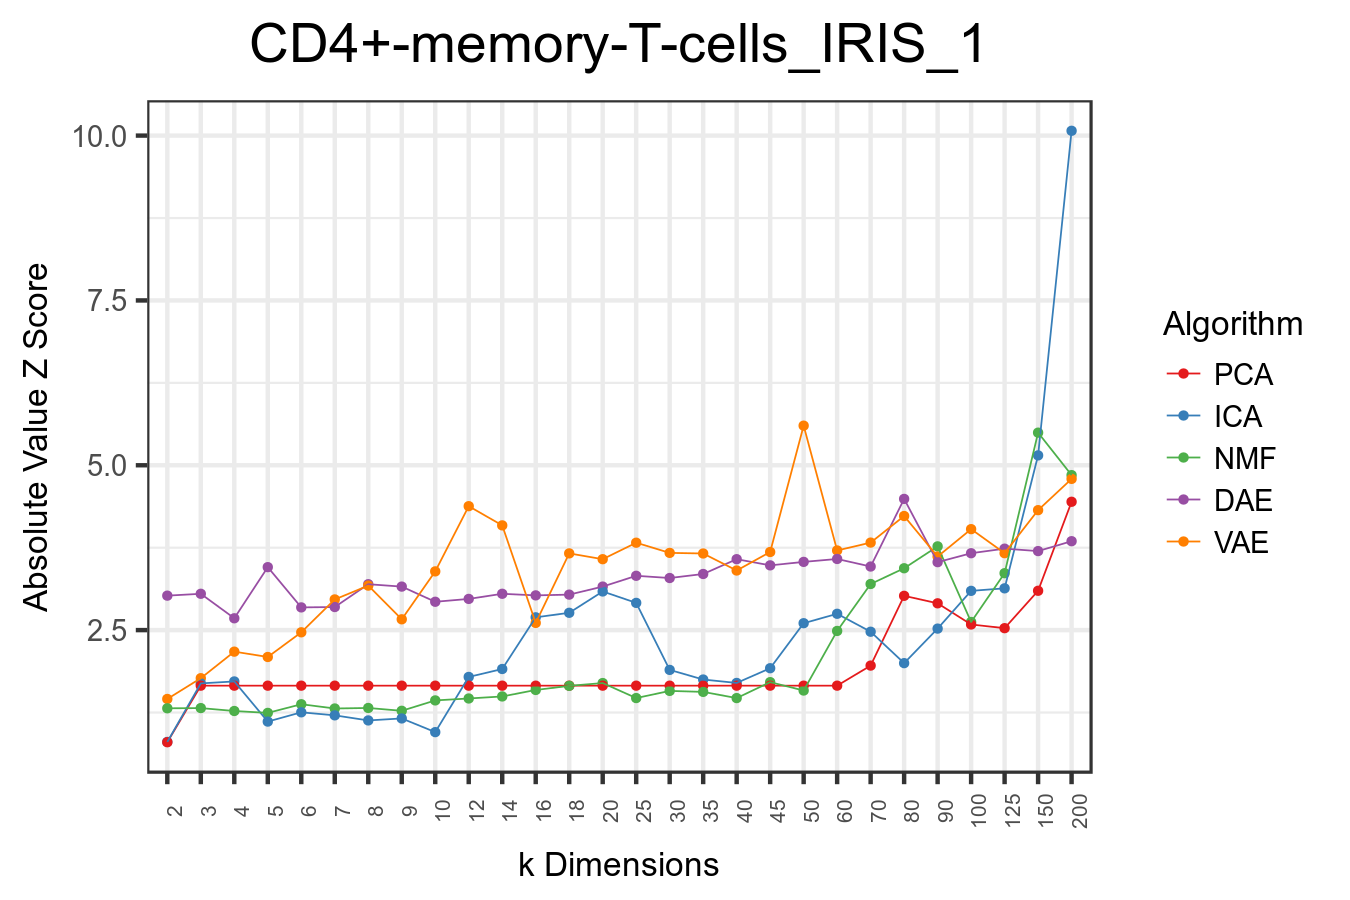 CD4+-memory-T-cells_IRIS_1
Absolute Value Z Score
10.0
7.5
5.0
2.5
2 3 4 5 6 7 8 9 10 12 14 16 18 20 25 30 35 40 45 50 60 70 80 90 100 125 150 200
k Dimensions
Algorithm
PCA
ICA
NMF
DAE
VAE